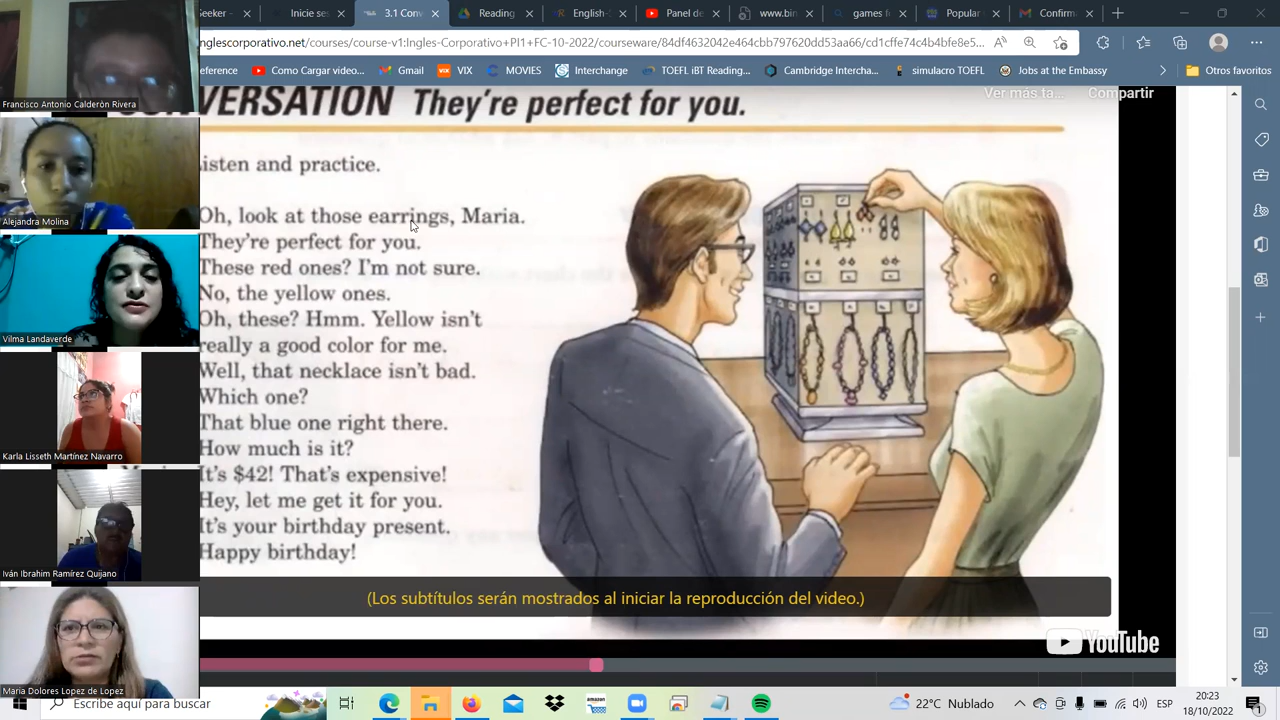 Seeker -
Inicie ses
3.1 Conv
Reading
English-
Panel de
www.bin
games fo
Popular
Confirm
nglescorporativo.net/courses/course-v1:Ingles-Corporativo+PI1+FC-10-2022/courseware/84df4632042e464cbb797620dd53aa66/cd1cffe74c4b4bfe8e5...
eference
Como Cargar video...
Gmail
VIX
MOVIES
Interchange
TOEFL iBT Reading...
Cambridge Intercha...
simulacro TOEFL
Jobs at the Embassy
Otros favoritos
VERSATION They're perfect for you.
Ver más ta...
Compartir
isten and practice.
Oh, look at those earrings, Maria.
They're perfect for you.
These red ones? I'm not sure.
No, the yellow ones.
Oh, these? Hmm. Yellow isn't
really a good color for me.
Well, that necklace isn't bad.
Which one?
That blue one right there.
How much is it?
It's $42! That's expensive!
Hey, let me get it for you.
It's your birthday present.
Happy birthday!
(Los subtítulos serán mostrados al iniciar la reproducción del video.)
YouTube
Francisco Antonio Calderón Rivera
Alejandra Molina
Vilma Landaverde
Karla Lisseth Martínez Navarro
Iván Ibrahim Ramírez Quijano
María Dolores Lopez de Lopez
Escribe aquí para buscar
amazon
22°C Nublado
ESP
20:23
18/10/2022
1